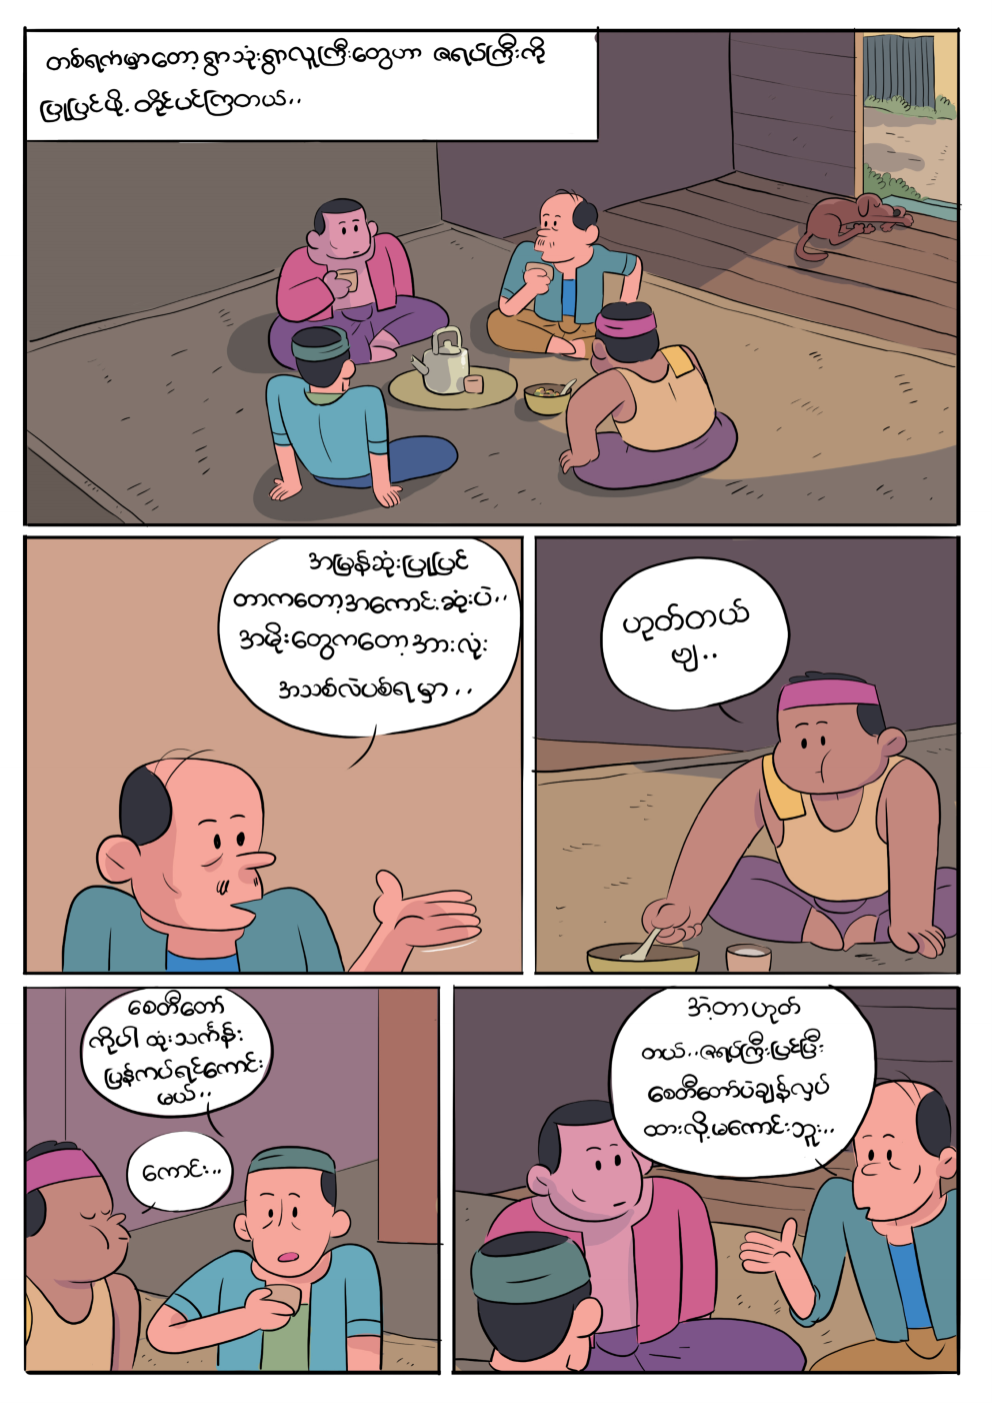 တစ်ရက်မှာတော့ ရွာသုံးရွာလူကြီးတွေဟာ ဇရပ်ကြီးကို
ပြုပြင်ဖို့ တိုင်ပင်ကြတယ်..
အမြန်ဆုံးပြုပြင်
တာကတော့အကောင်းဆုံးပဲ..
အမိုးတွေကတော့အားလုံး
အသစ်လဲပစ်ရမှာ..
ဟုတ်တယ်
ဗျ..
စေတီတော်
ကိုပါ ထုံးသင်္ကန်း
ပြန်ကပ်ရင်ကောင်း
မယ်..
ကောင်း..
အဲ့တာဟုတ်
တယ်..ဇရပ်ကြီးပြင်ပြီး
စေတီတော်ပဲချန်လှပ်
ထားလို့မကောင်းဘူး..